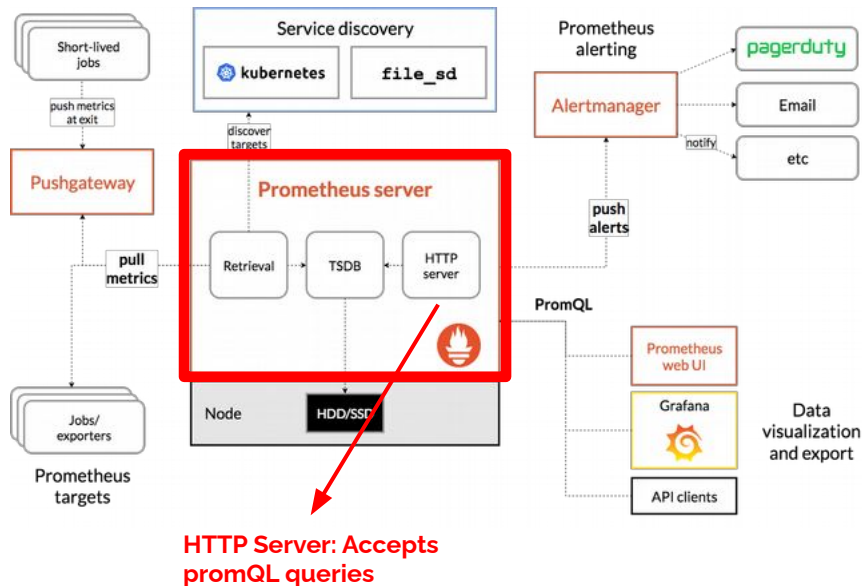 Short-lived
jobs
push metrics
at exit
Pushgateway
Service discovery
kubernetes
file_sd
discover
targets
Prometheus
alerting
Alertmanager
pagerduty
Email
notify
etc
Prometheus server
Retrieval
TSDB
HTTP
server
pull
metrics
push
alerts
PromQL
Node
HDD/SSD
Jobs/
exporters
Prometheus
targets
Prometheus
web UI
Grafana
API clients
Data
visualization
and export
HTTP Server: Accepts
promQL queries